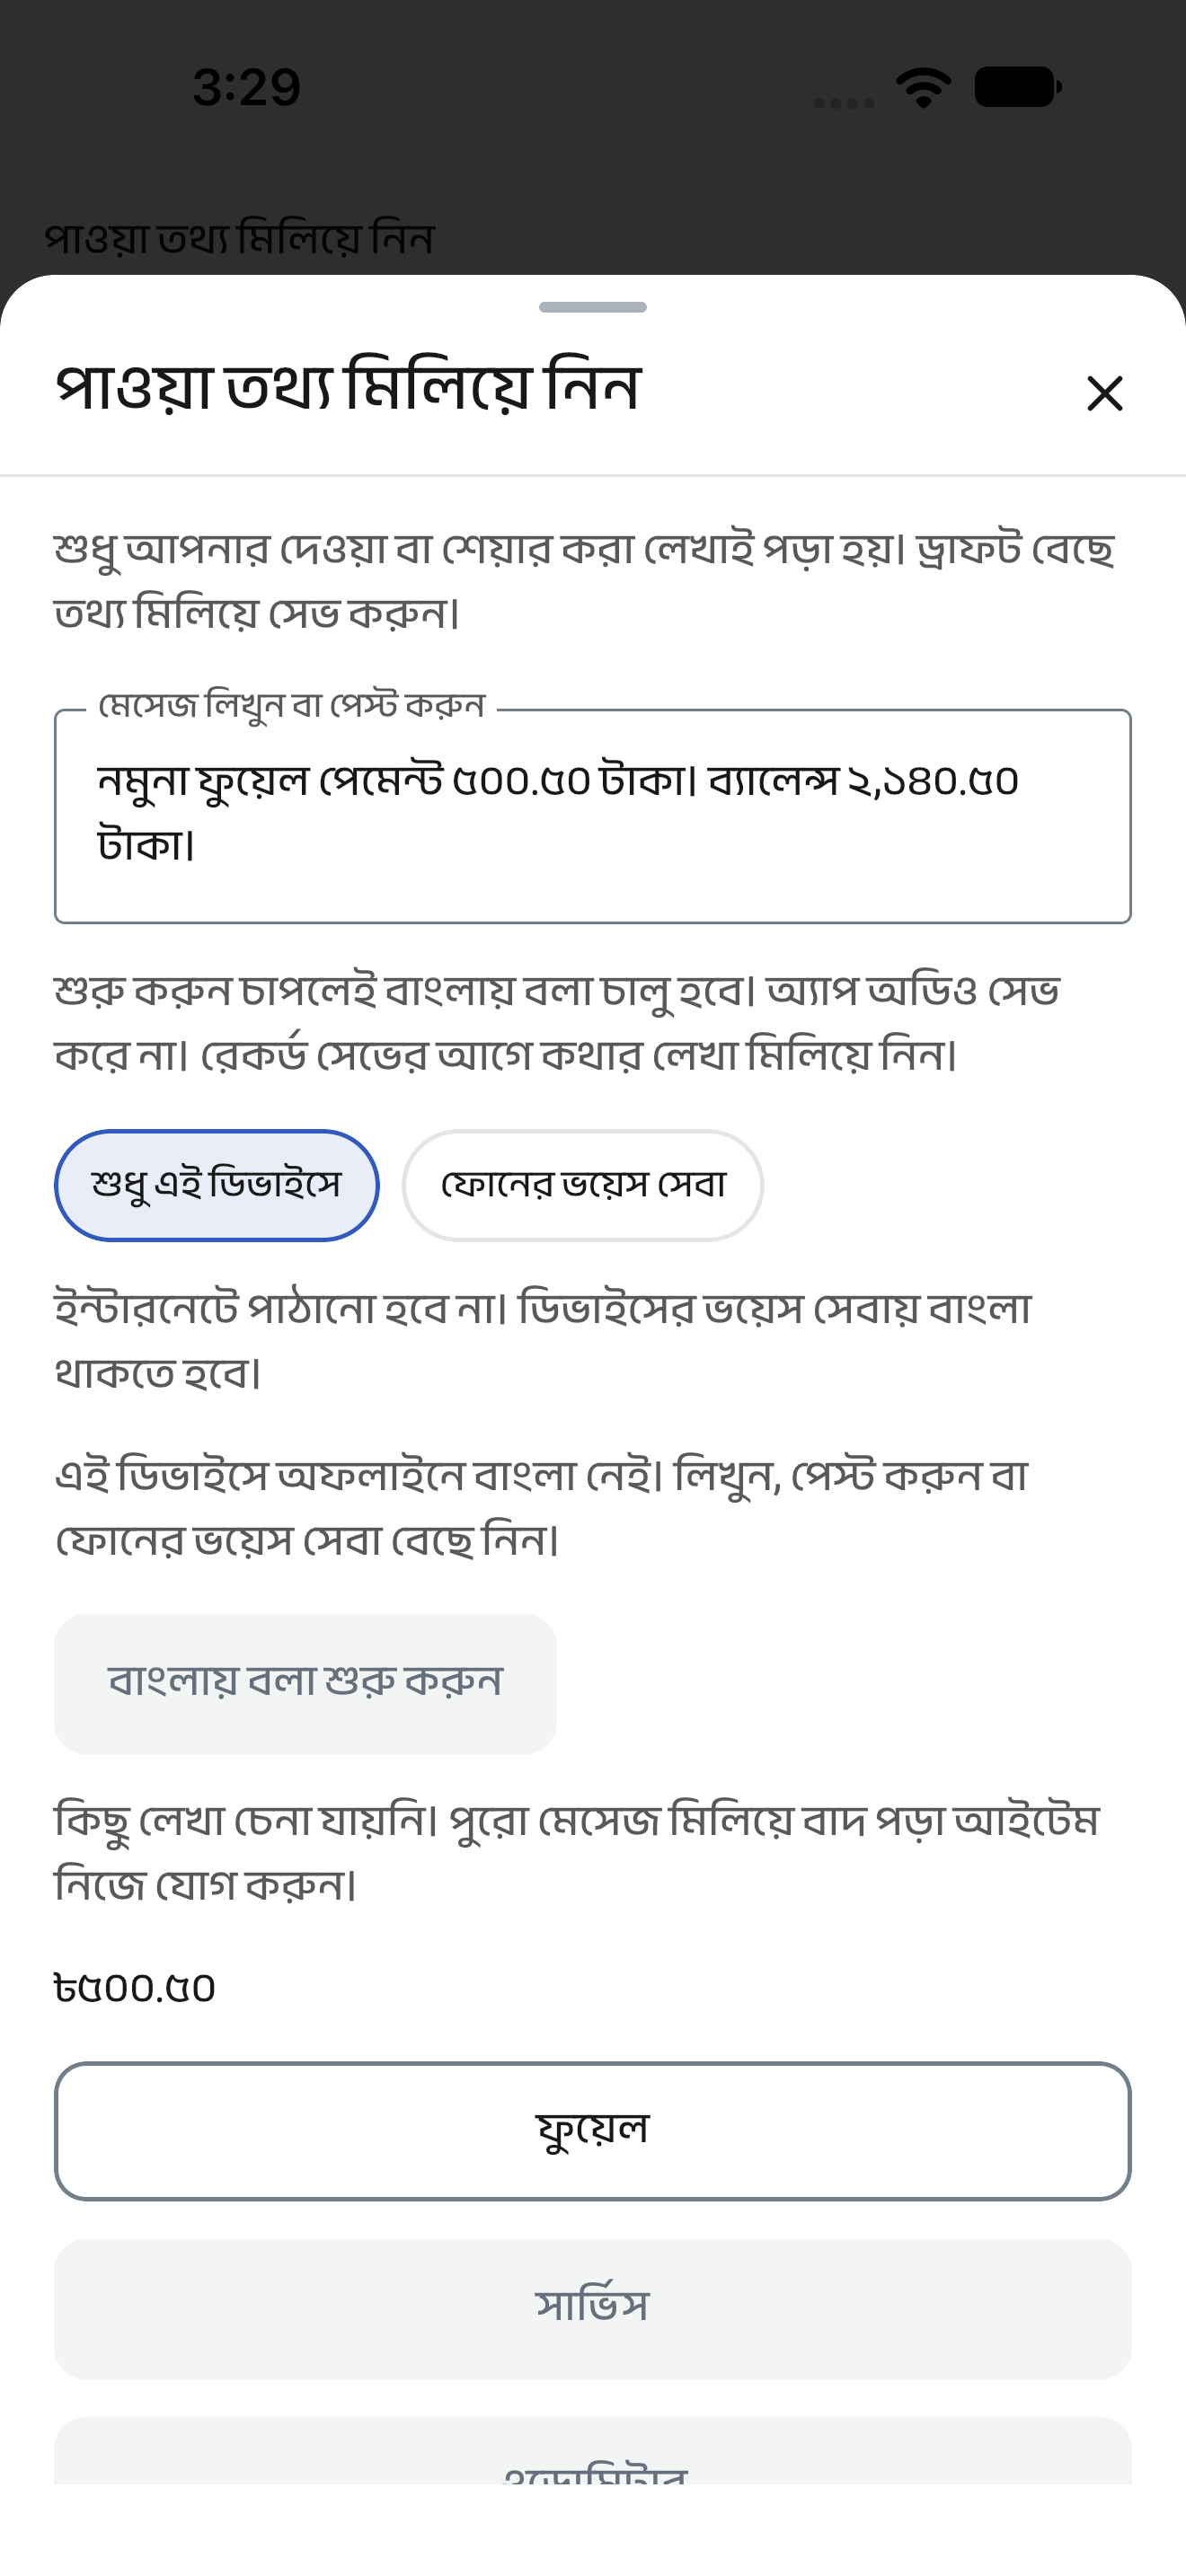 3:29
পাওয়া তথ্য মিলিয়ে নিন
পাওয়া তথ্য মিলিয়ে নিন
শুধু আপনার দেওয়া বা শেয়ার করা লেখাই পড়া হয়। ড্রাফট বেছে
তথ্য মিলিয়ে সেভ করুন।
মেসেজ লিখুন বা পেস্ট করুন
নমুনা ফুয়েল পেমেন্ট ৫০০.৫০ টাকা। ব্যালেন্স ২,১৪০.৫০
টাকা।
শুরু করুন চাপলেই বাংলায় বলা চালু হবে। অ্যাপ অডিও সেভ
করে না। রেকর্ড সেভের আগে কথার লেখা মিলিয়ে নিন।
শুধু এই ডিভাইসে
ফোনের ভয়েস সেবা
ইন্টারনেটে পাঠানো হবে না। ডিভাইসের ভয়েস সেবায় বাংলা
থাকতে হবে।
এই ডিভাইসে অফলাইনে বাংলা নেই। লিখুন, পেস্ট করুন বা
ফোনের ভয়েস সেবা বেছে নিন।
বাংলায় বলা শুরু করুন
কিছু লেখা চেনা যায়নি। পুরো মেসেজ মিলিয়ে বাদ পড়া আইটেম
নিজে যোগ করুন।
৳৫০০.৫০
ফুয়েল
সার্ভিস
ওডোমিটার